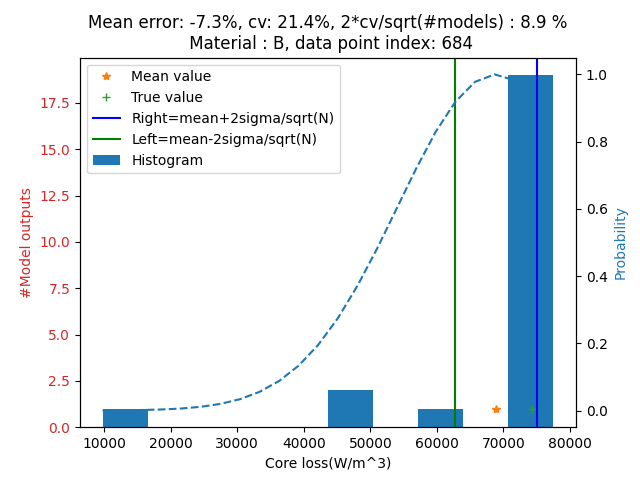 Mean error: -7.3%, cv: 21.4%, 2*cv/sqrt(#models) : 8.9 %
Material : B, data point index: 684
Mean value
True value
Right=mean+2sigma/sqrt(N)
Left=mean-2sigma/sqrt(N)
Histogram
#Model outputs
17.5
15.0
12.5
10.0
7.5
5.0
2.5
0.0
1.0
0.8
0.6
0.4
0.2
0.0
Probability
10000 20000 30000 40000 50000 60000 70000 80000
Core loss(W/m^3)